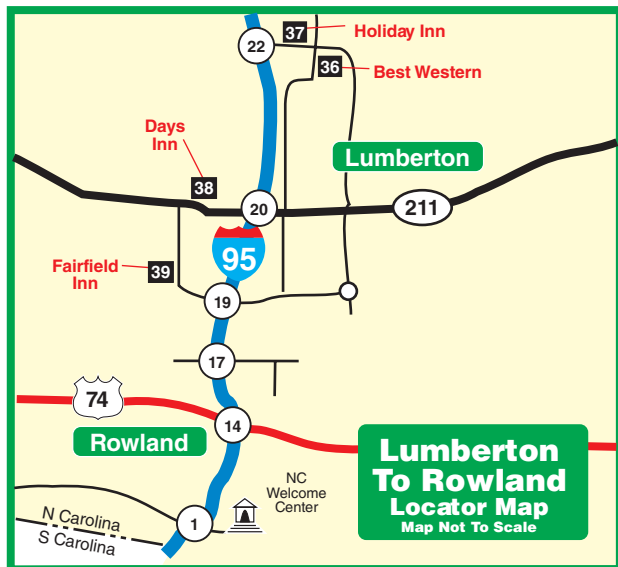 37
Holiday Inn
22
36
Best Western
Days
Inn
Lumberton
38
20
211
95
Fairfield
Inn
39
19
17
74
14
Rowland
Lumberton
To Rowland
Locator Map
Map Not To Scale
NC
Welcome
Center
N Carolina
1
S Carolina